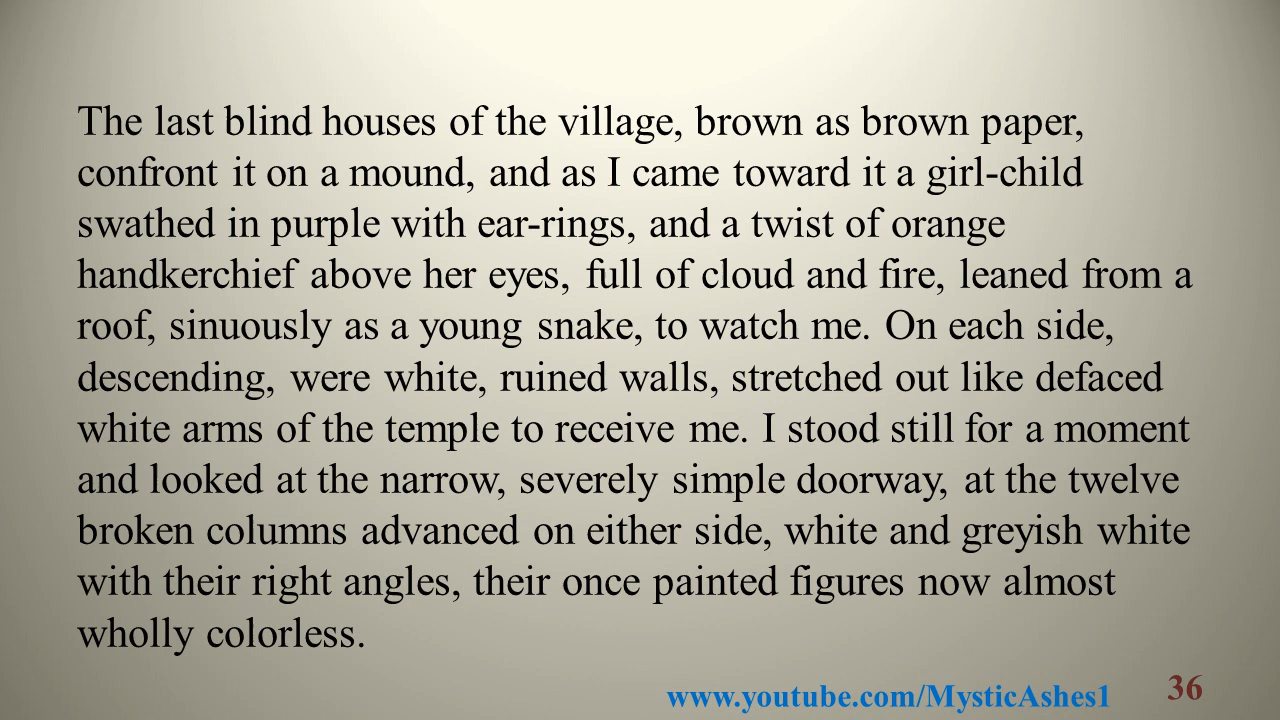 The last blind houses of the village, brown as brown paper,
confront it on a mound, and as I came toward it a girl-child
swathed in purple with ear-rings, and a twist of orange
handkerchief above her eyes, full of cloud and fire, leaned from a
roof, sinuously as a young snake, to watch me. On each side,
descending, were white, ruined walls, stretched out like defaced
white arms of the temple to receive me. I stood still for a moment
and looked at the narrow, severely simple doorway, at the twelve
broken columns advanced on either side, white and greyish white
with their right angles, their once painted figures now almost
wholly colorless.
www.youtube.com/MysticAshes1
36